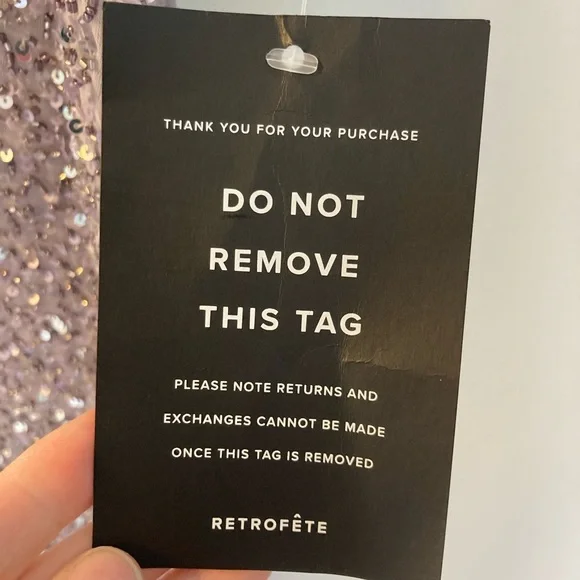 THANK YOU FOR YOUR PURCHASE
DO NOT
REMOVE
THIS TAG
PLEASE NOTE RETURNS AND
EXCHANGES CANNOT BE MADE
ONCE THIS TAG IS REMOVED
RETROFÊTE